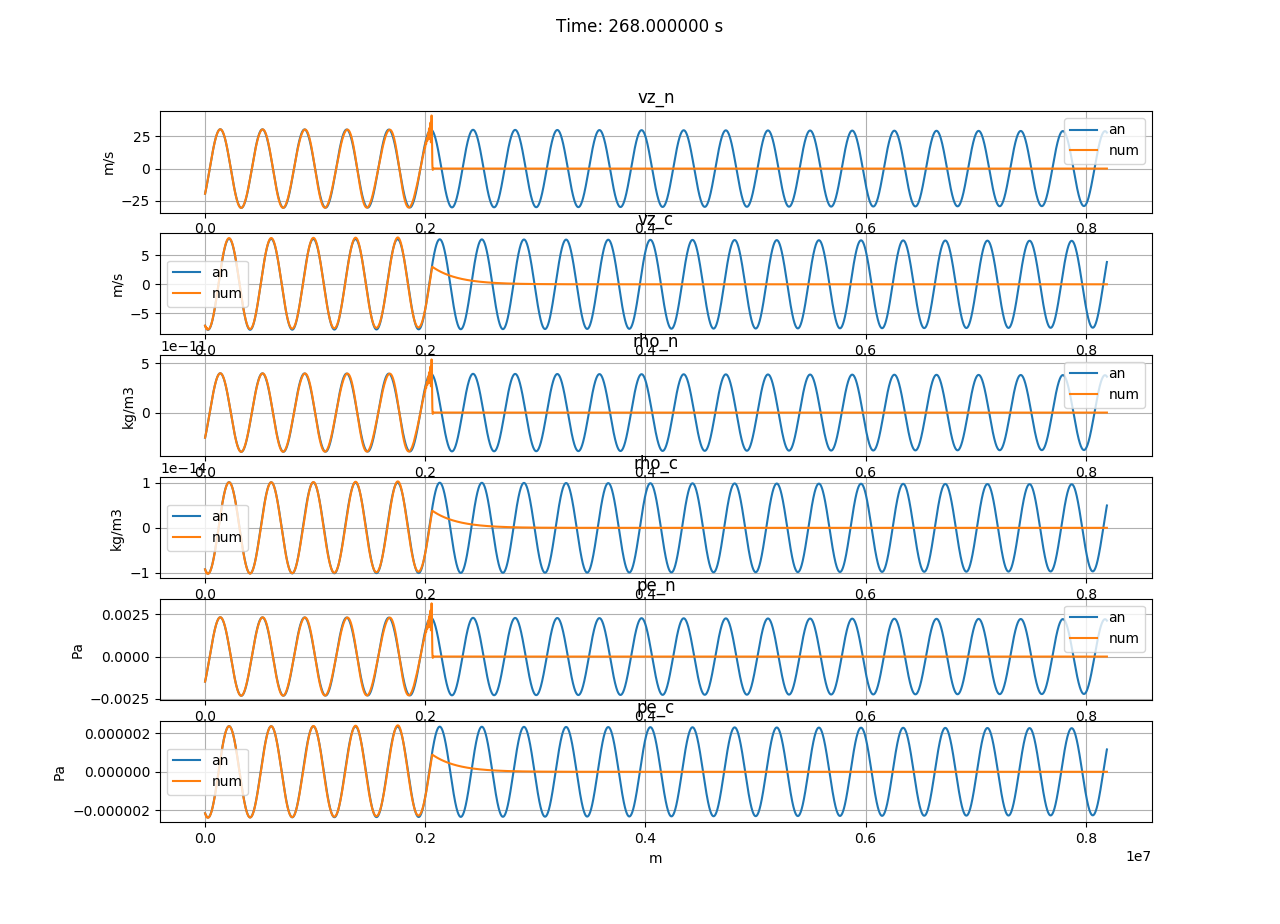 Time: 268.000000 s
vz_n
m/s
25
0
−25
an
num
0.0
0.2
0.4
0.6
0.8
vz_c
m/s
5
0
−5
an
num
1e−11
0.0
0.2
0.4
0.6
0.8
rho_n
kg/m3
5
0
an
num
1e−14
0.0
0.2
0.4
0.6
0.8
rho_c
kg/m3
1
0
−1
an
num
0.0
0.2
0.4
0.6
0.8
pe_n
Pa
0.0025
0.0000
−0.0025
an
num
0.0
0.2
0.4
0.6
0.8
pe_c
Pa
0.000002
0.000000
−0.000002
an
num
0.0
0.2
0.4
0.6
0.8
m
1e7